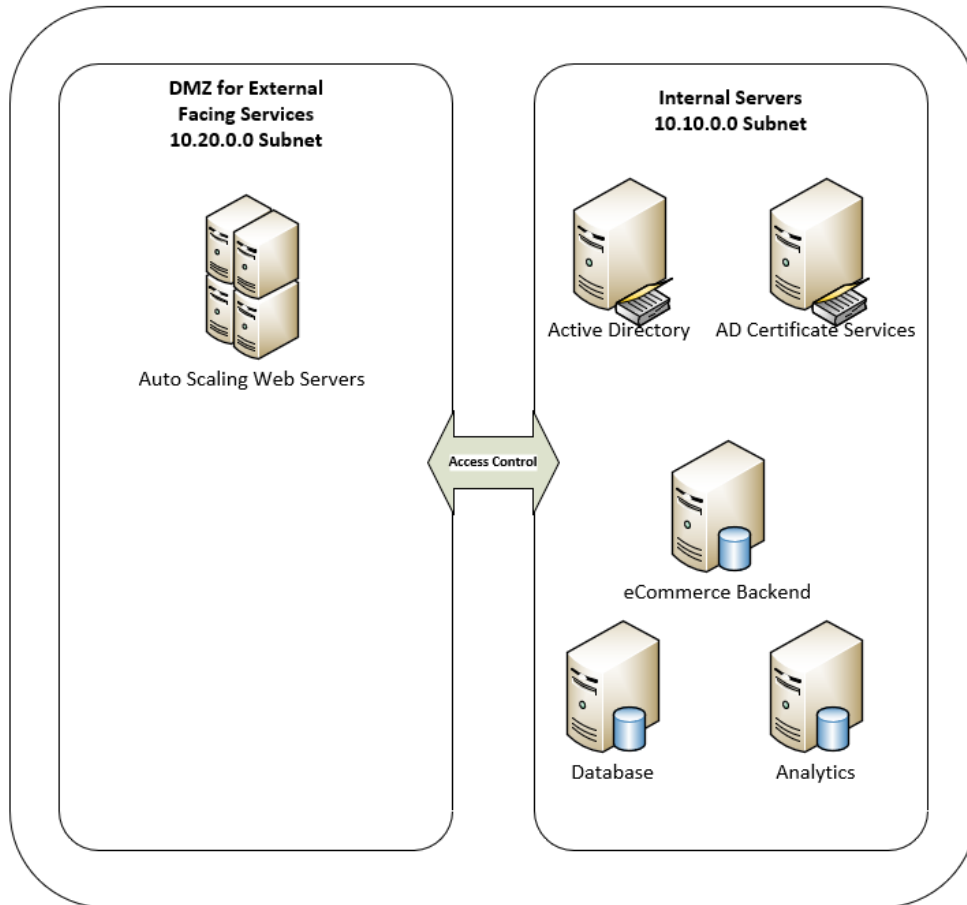 DMZ for External
Facing Services
10.20.0.0 Subnet
Internal Servers
10.10.0.0 Subnet
Auto Scaling Web Servers
Active Directory
AD Certificate Services
Access Control
eCommerce Backend
Database
Analytics